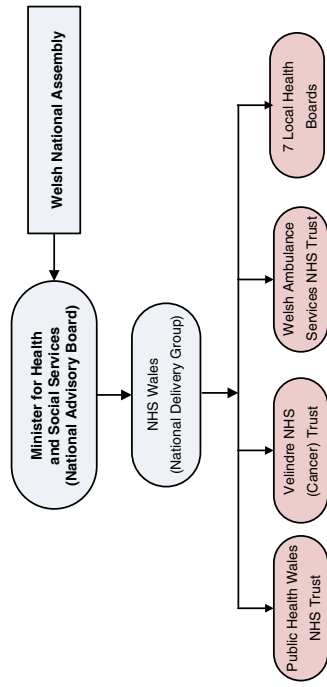 Welsh National Assembly
Minister for Health
and Social Services
(National Advisory Board)
NHS Wales
(National Delivery Group)
Public Health Wales
NHS Trust
Velindre NHS
(Cancer) Trust
Welsh Ambulance
Services NHS Trust
7 Local Health
Boards